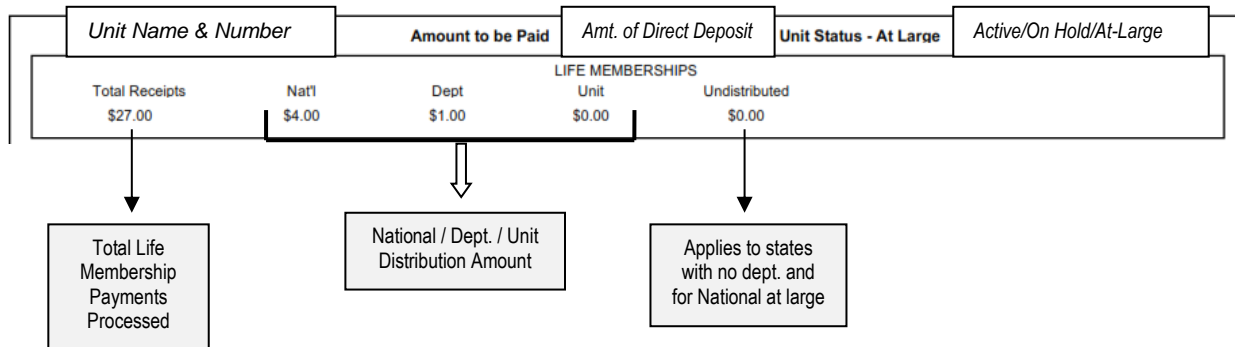 Unit Name & Number Amount to be Paid Amt. of Direct Deposit Unit Status - At Large Active/On Hold/At-Large
LIFE MEMBERSHIPS
Total Receipts Nat'l Dept Unit Undistributed
$27.00 $4.00 $1.00 $0.00 $0.00
Total Life
Membership
Payments
Processed
National / Dept. / Unit
Distribution Amount
Applies to states
with no dept. and
for National at large